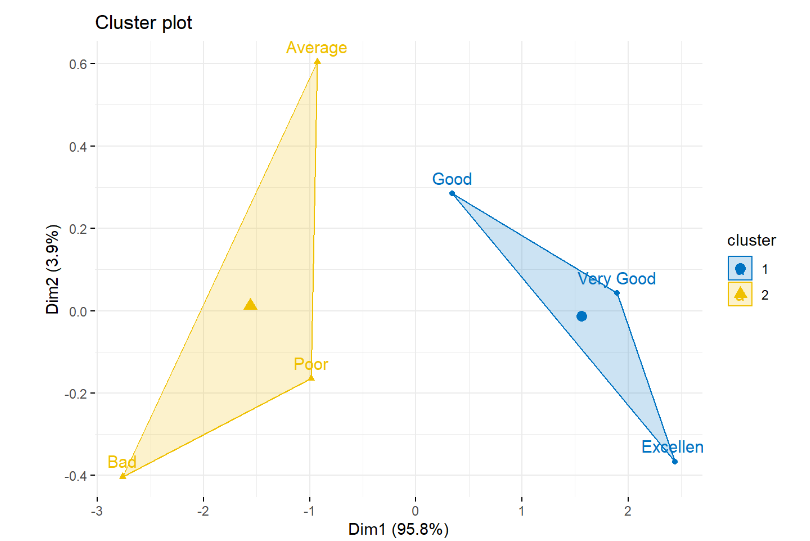 Cluster plot
Average
0.6
0.4
Good
0.2
Very Good
0.0
Poor
-0.2
Excellen
Bad
-0.4
-3
-2
-1
0
1
2
Dim1 (95.8%)
Dim2 (3.9%)
cluster
1
2